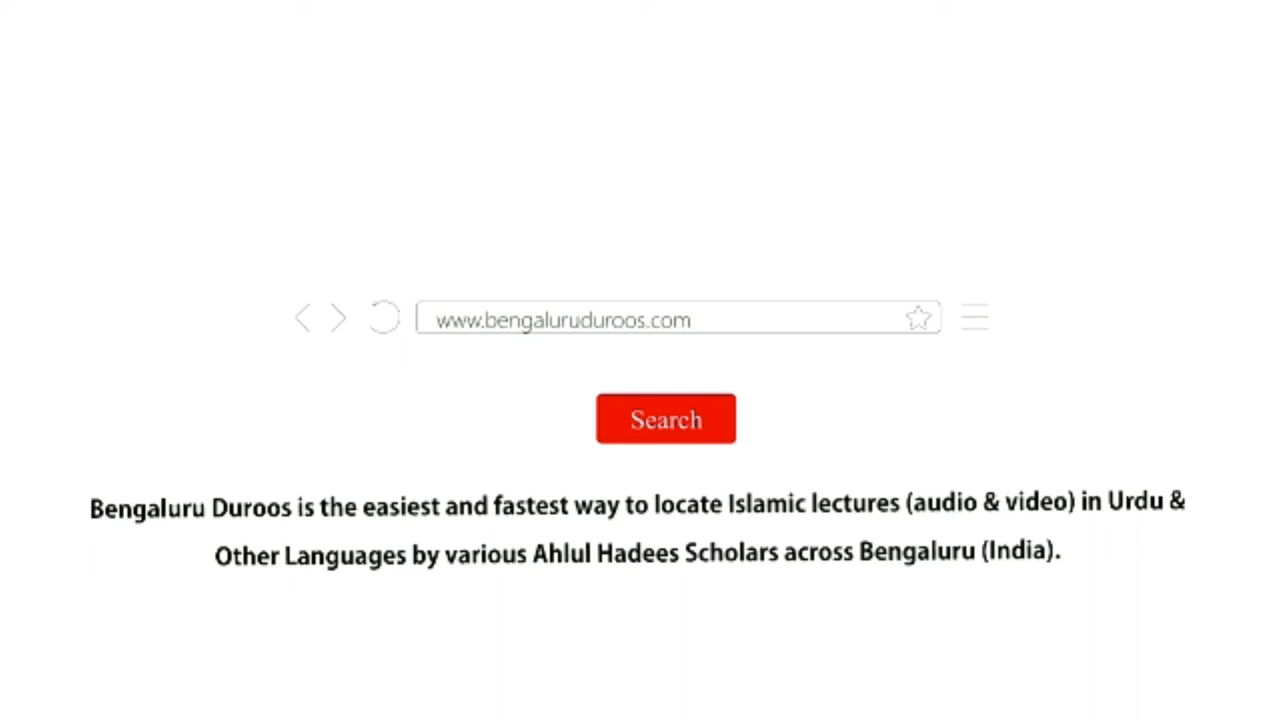 www.bengaluruduroos.com
Search
Bengaluru Duroos is the easiest and fastest way to locate Islamic lectures (audio & video) in Urdu &
Other Languages by various Ahlul Hadees Scholars across Bengaluru (India).